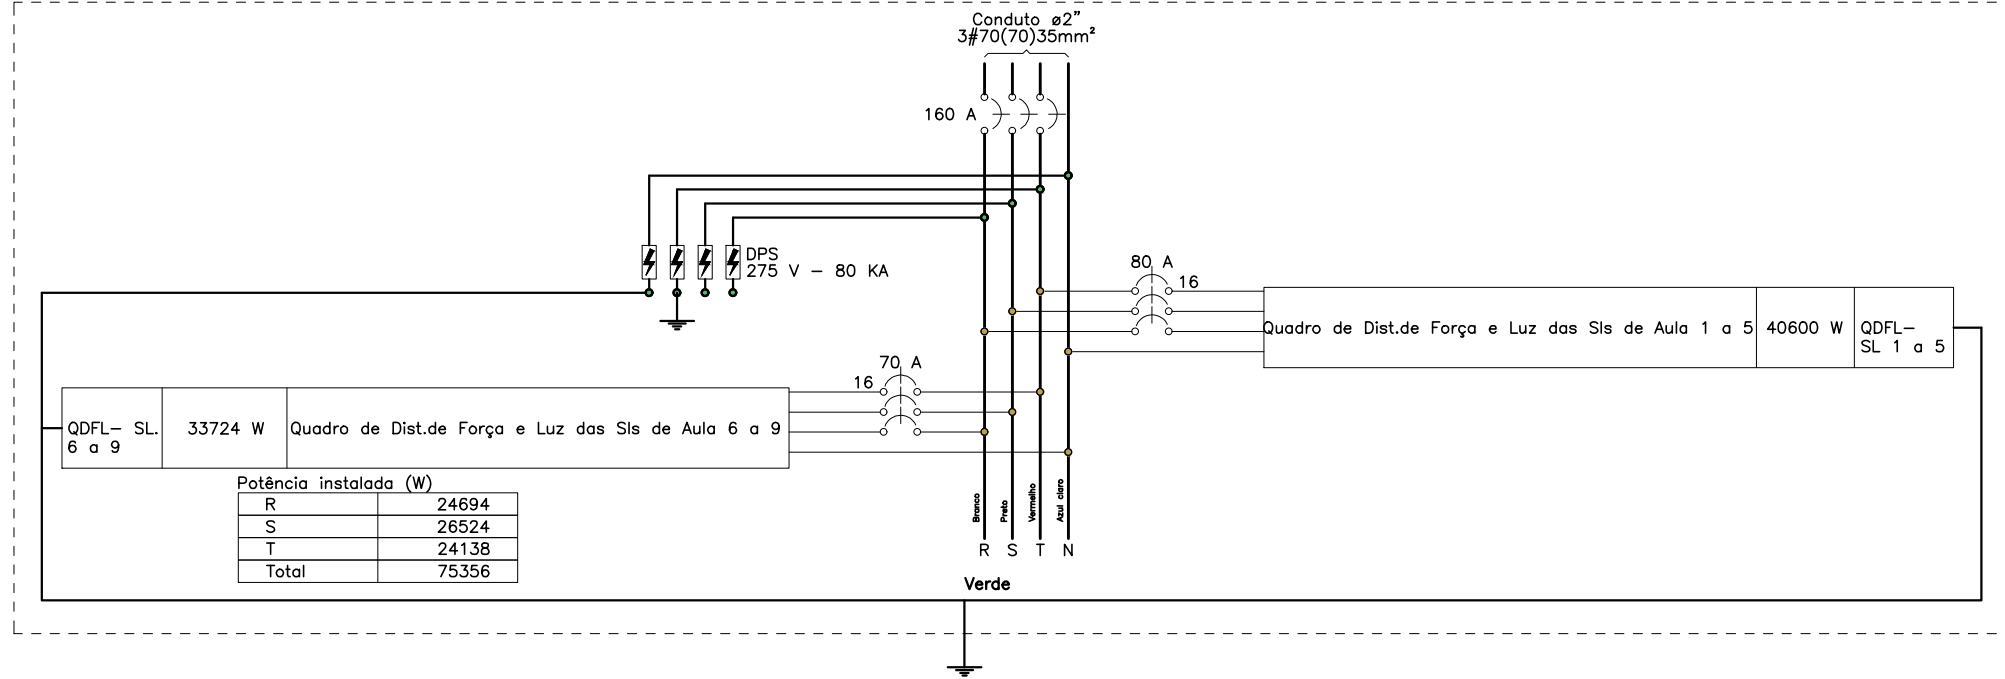 Conduto ø2”
3#70(70)35mm²
160 A
DPS
275 V – 80 KA
80 A
16
Quadro de Dist.de Força e Luz das Sls de Aula 1 a 5
40600 W
QDFL–
SL 1 a 5
70 A
16
QDFL– SL.
6 a 9
33724 W
Quadro de Dist.de Força e Luz das Sls de Aula 6 a 9
Potência instalada (W)
R 24694
S 26524
T 24138
Total 75356
Branco
Preto
Vermelho
Azul claro
R S T N
Verde